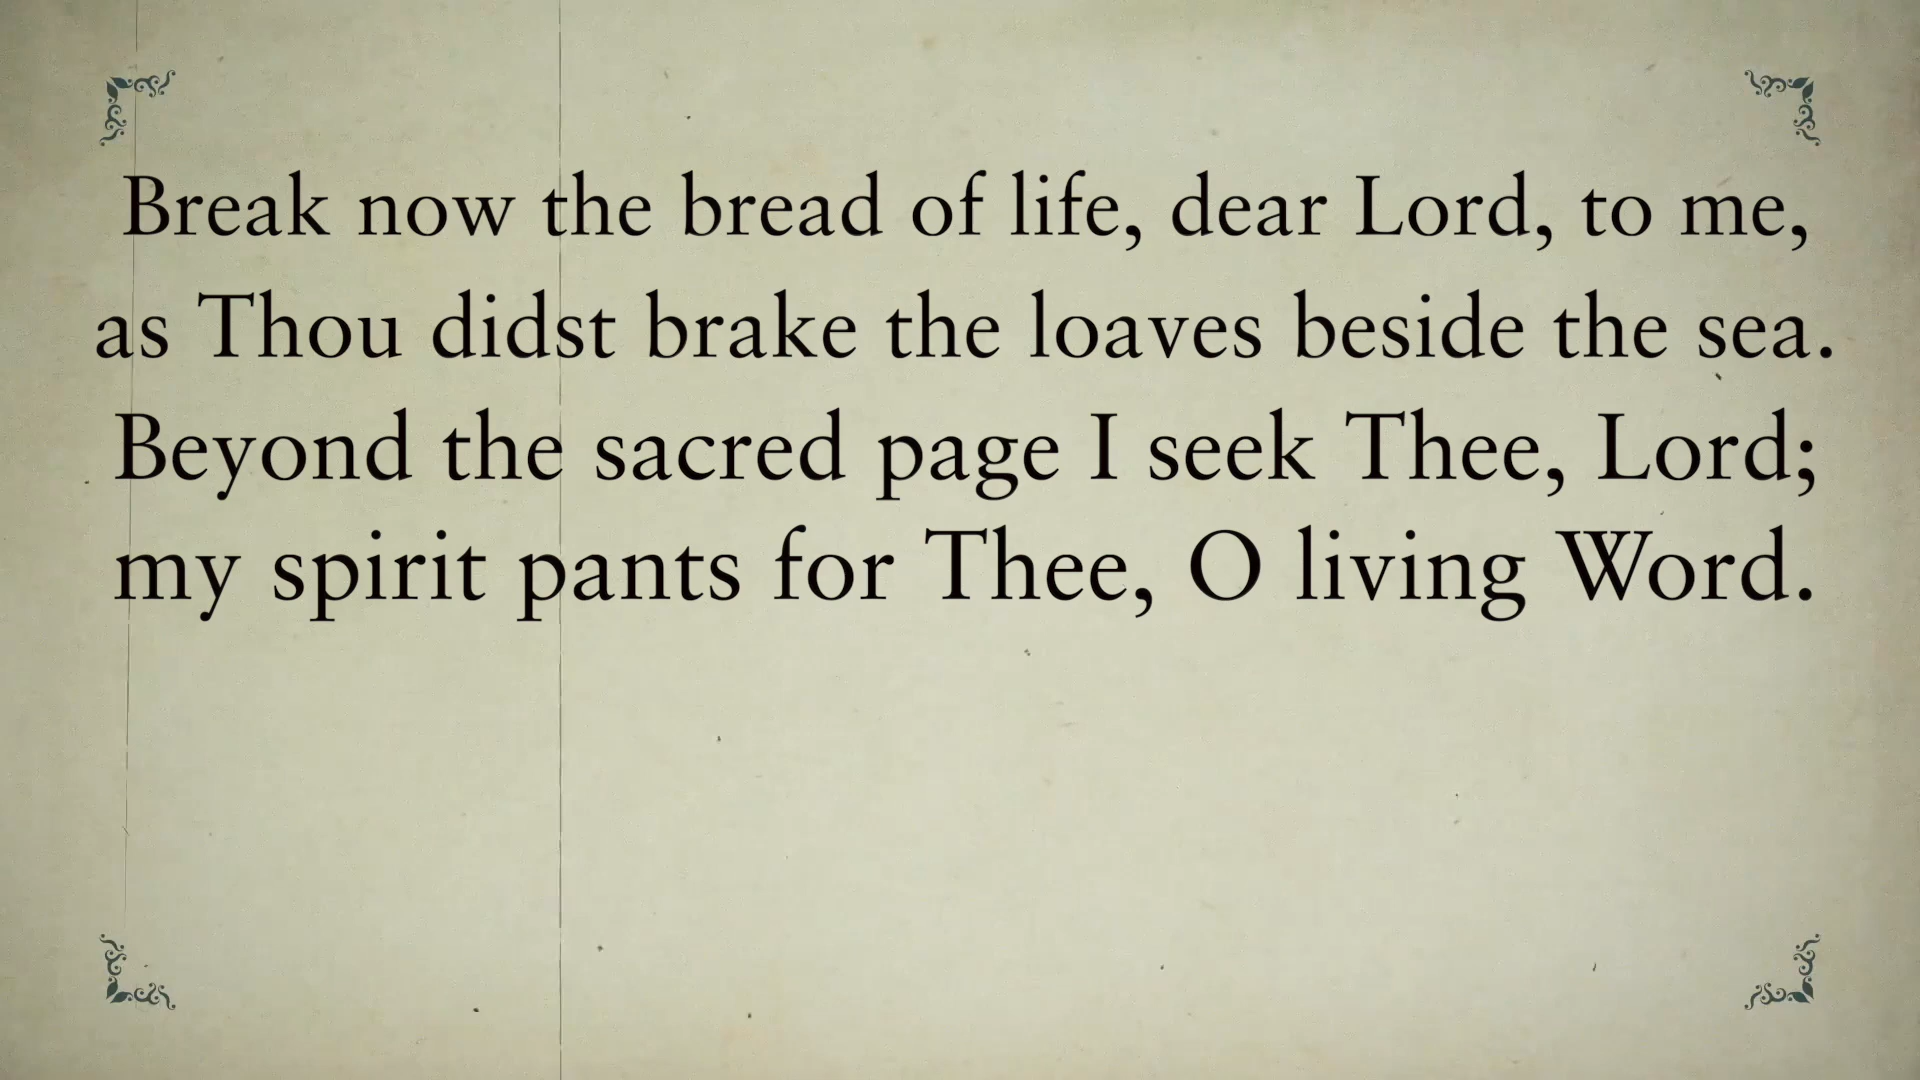 Break now the bread of life, dear Lord, to me,
as Thou didst brake the loaves beside the sea.
Beyond the sacred page I seek Thee, Lord;
my spirit pants for Thee, O living Word.